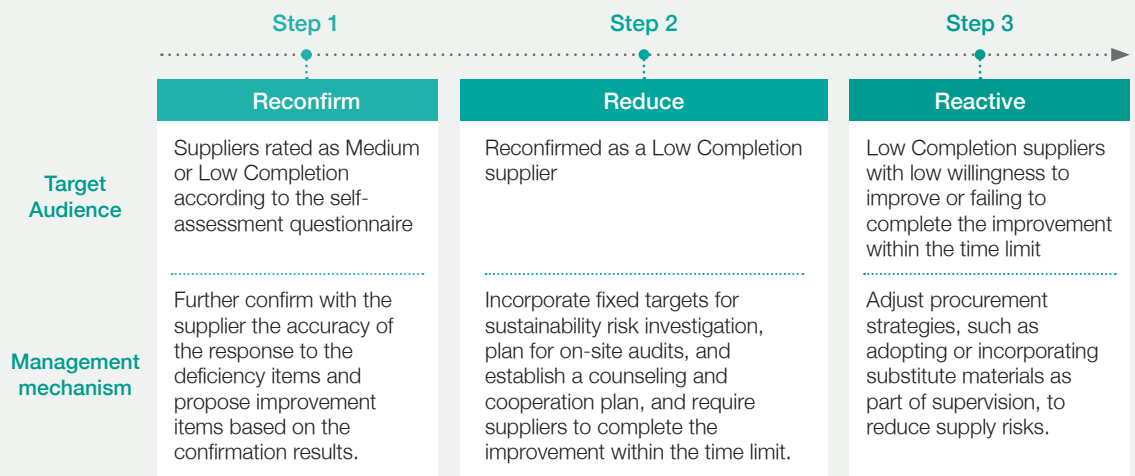 Step 1
Step 2
Step 3
Reconfirm
Reduce
Reactive
Target
Audience
Suppliers rated as Medium
or Low Completion
according to the self-
assessment questionnaire
Reconfirmed as a Low Completion
supplier
Low Completion suppliers
with low willingness to
improve or failing to
complete the improvement
within the time limit
Management
mechanism
Further confirm with the
supplier the accuracy of
the response to the
deficiency items and
propose improvement
items based on the
confirmation results.
Incorporate fixed targets for
sustainability risk investigation,
plan for on-site audits, and
establish a counseling and
cooperation plan, and require
suppliers to complete the
improvement within the time limit.
Adjust procurement
strategies, such as
adopting or incorporating
substitute materials as
part of supervision, to
reduce supply risks.